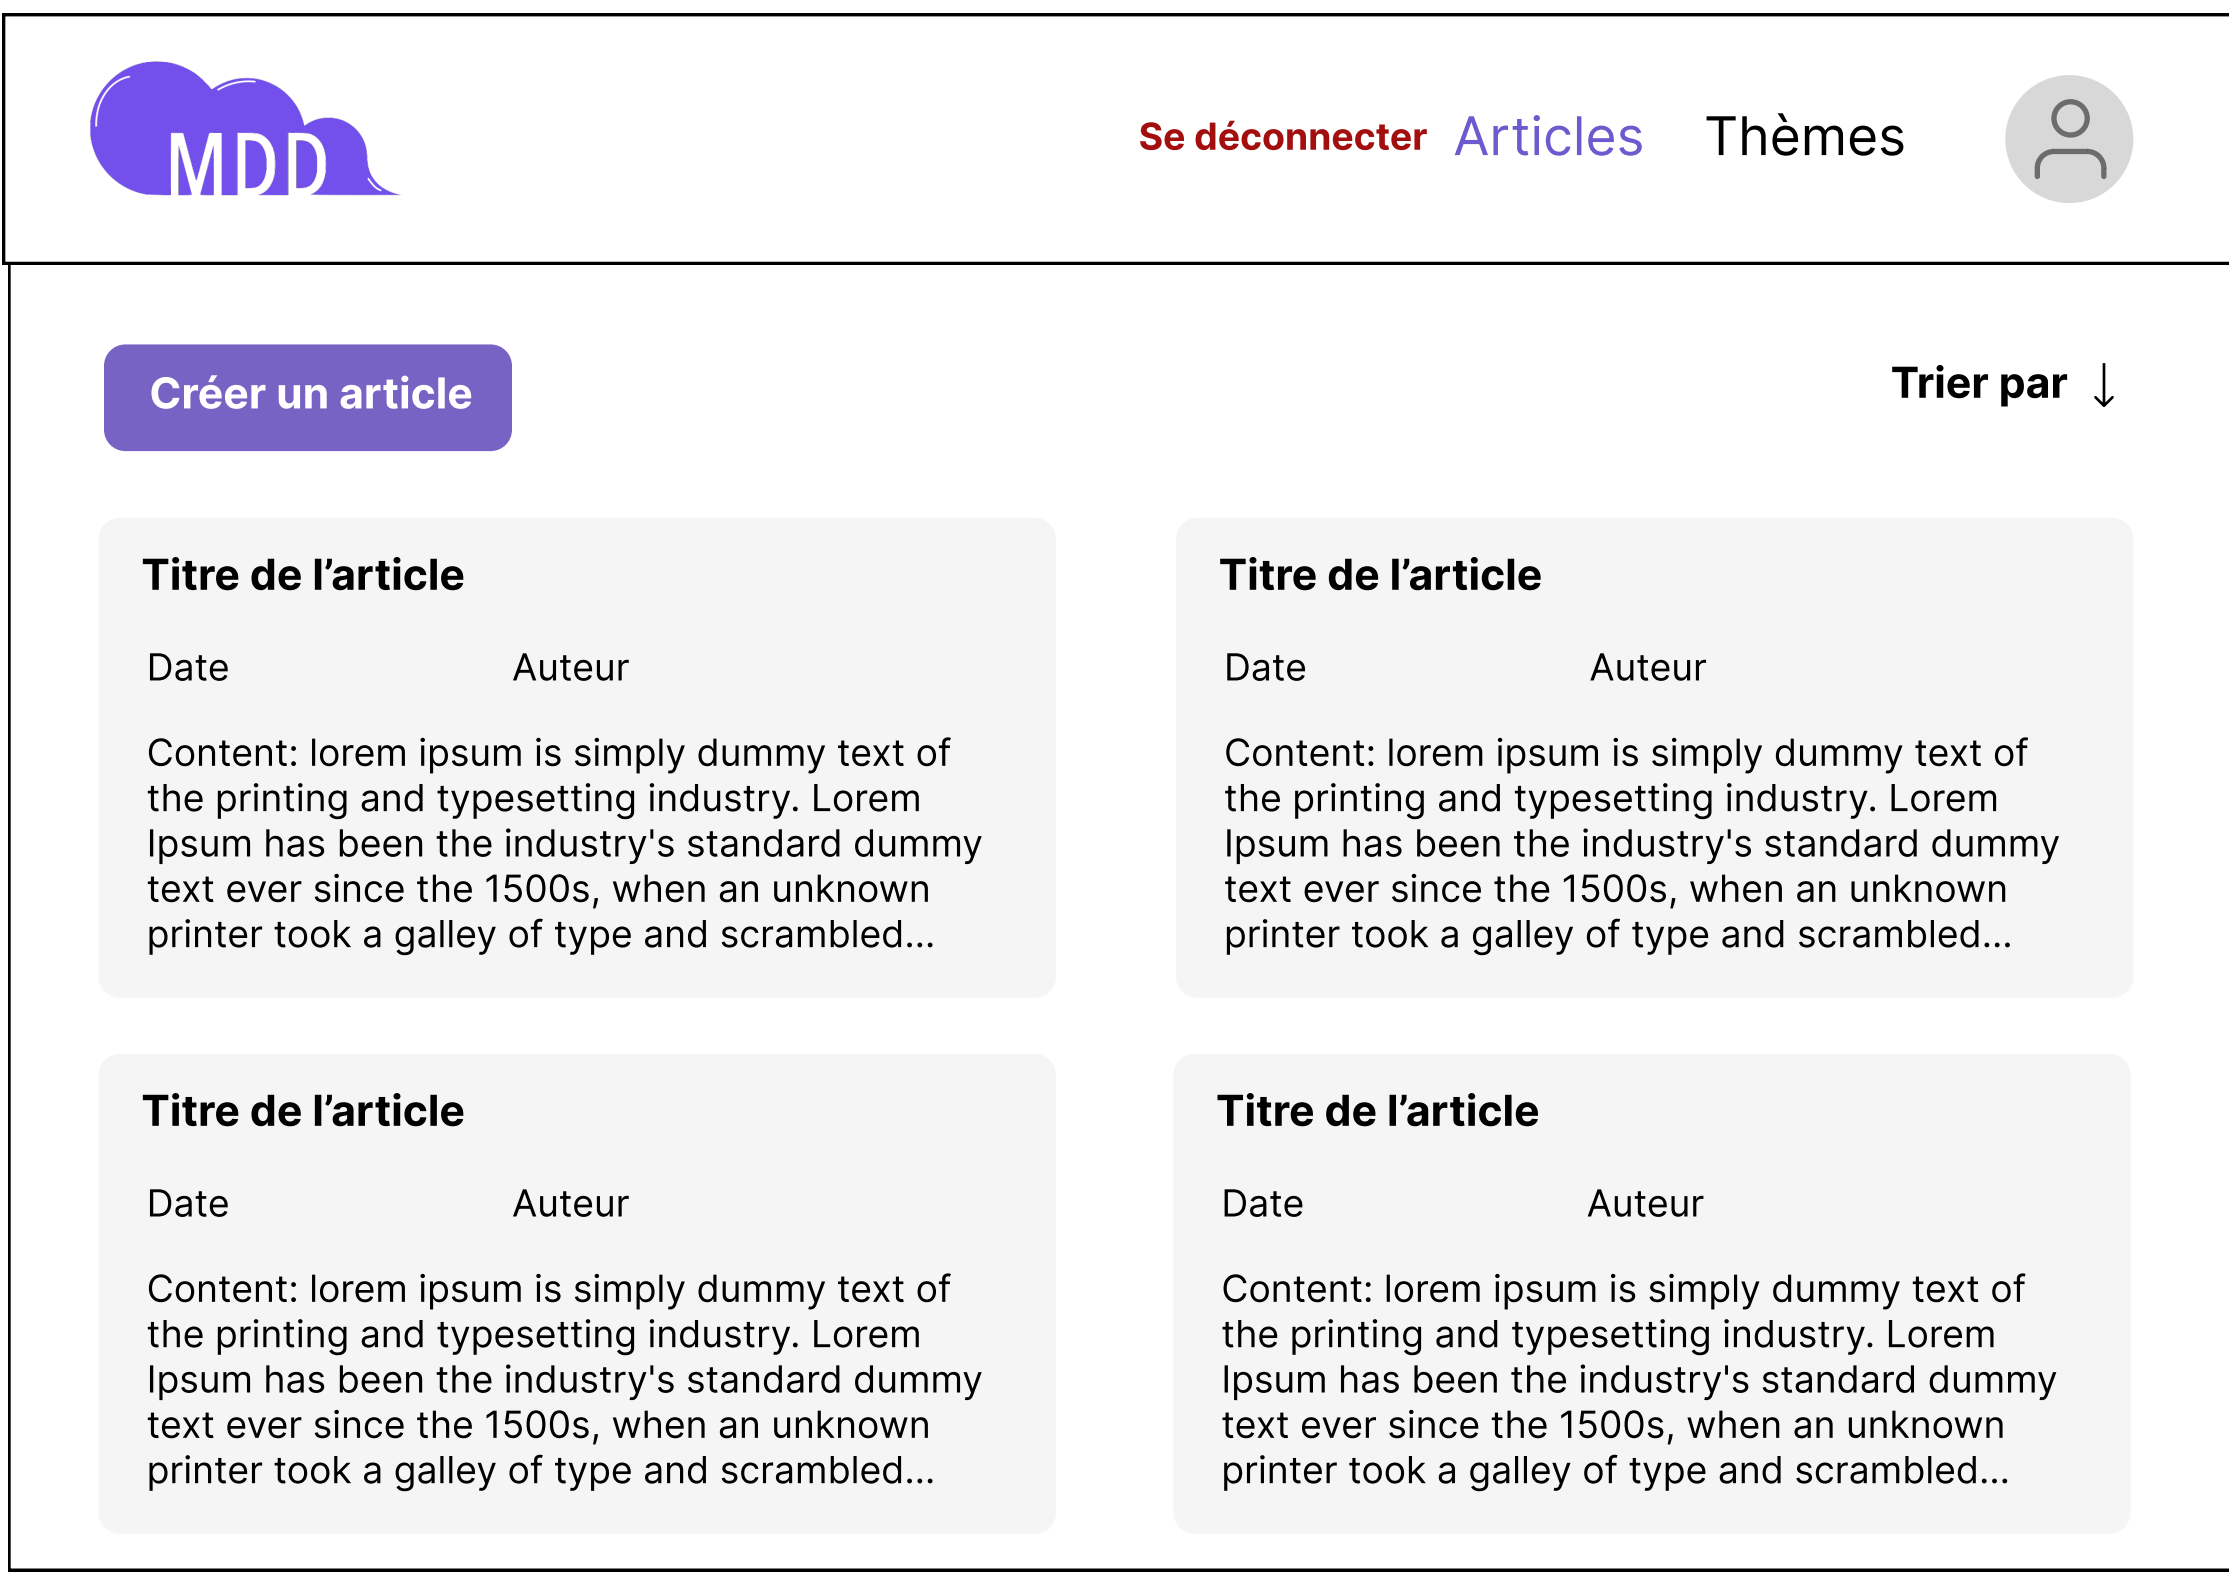 MDD
Se déconnecter Articles Thèmes
Créer un article
Trier par ↓
Titre de l’article
Date Auteur
Content: lorem ipsum is simply dummy text of
the printing and typesetting industry. Lorem
Ipsum has been the industry's standard dummy
text ever since the 1500s, when an unknown
printer took a galley of type and scrambled...
Titre de l’article
Date Auteur
Content: lorem ipsum is simply dummy text of
the printing and typesetting industry. Lorem
Ipsum has been the industry's standard dummy
text ever since the 1500s, when an unknown
printer took a galley of type and scrambled...
Titre de l’article
Date Auteur
Content: lorem ipsum is simply dummy text of
the printing and typesetting industry. Lorem
Ipsum has been the industry's standard dummy
text ever since the 1500s, when an unknown
printer took a galley of type and scrambled...
Titre de l’article
Date Auteur
Content: lorem ipsum is simply dummy text of
the printing and typesetting industry. Lorem
Ipsum has been the industry's standard dummy
text ever since the 1500s, when an unknown
printer took a galley of type and scrambled...